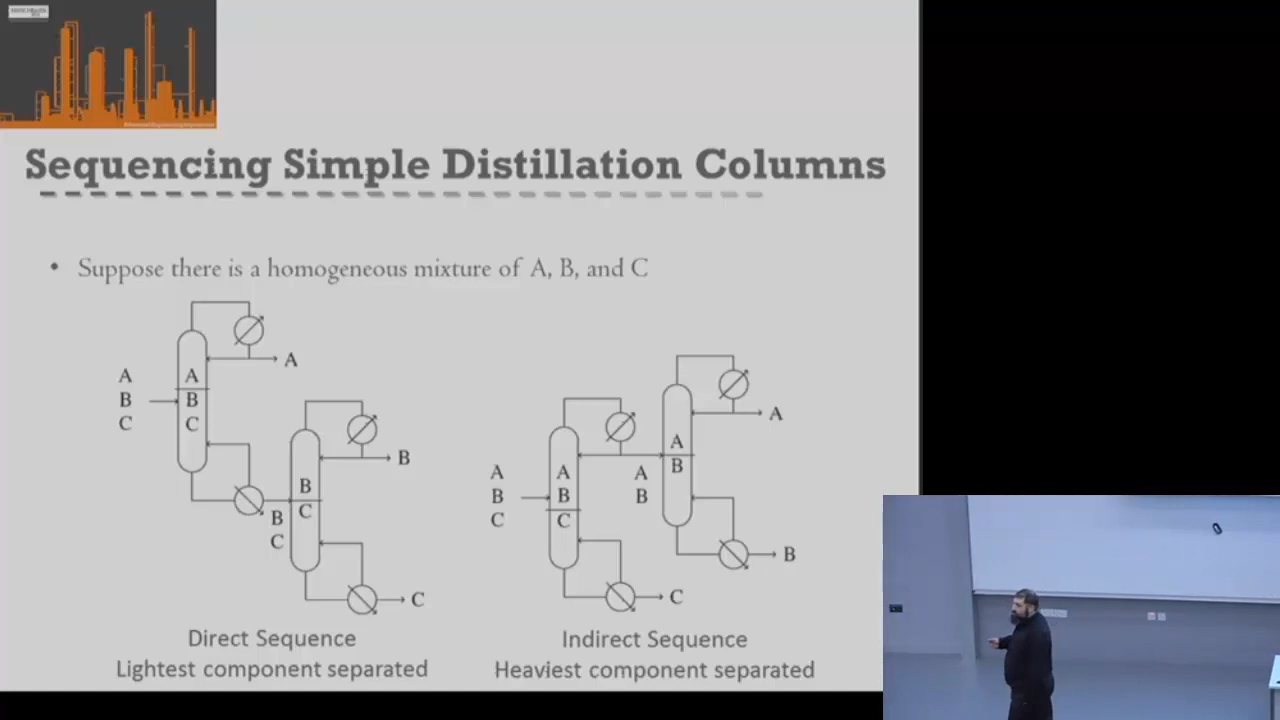 Sequencing Simple Distillation Columns
• Suppose there is a homogeneous mixture of A, B, and C
A
B
C
A
B
C
A
B
C
B
C
B
C
Direct Sequence
Lightest component separated
A
B
C
A
B
C
A
B
A
B
A
B
C
Indirect Sequence
Heaviest component separated